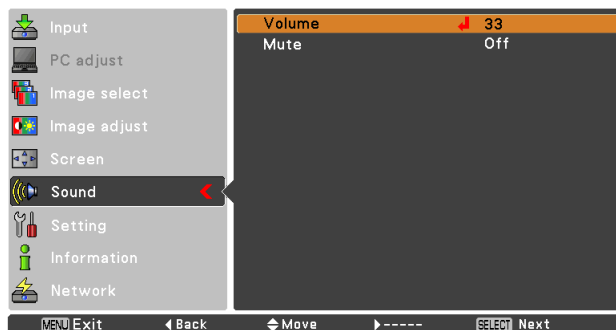 Input
PC adjust
Image select
Image adjust
Screen
Sound
Setting
Information
Network
Volume 33
Mute Off
MENU Exit ◀Back ◆Move ▶----- SELECT Next